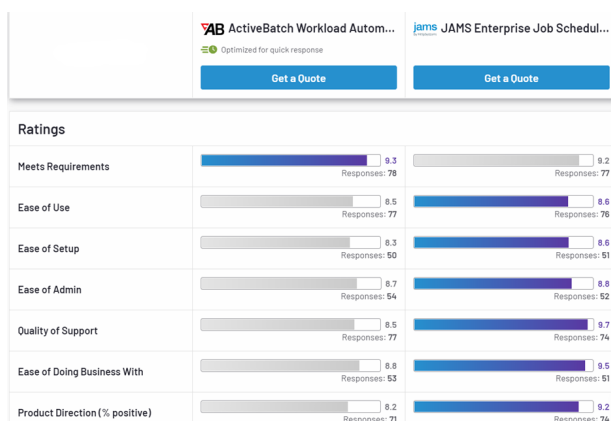 AB ActiveBatch Workload Autom...
jams JAMS Enterprise Job Schedul...
Optimized for quick response
Get a Quote
Get a Quote
Ratings
Meets Requirements
9.3
Responses: 78
9.2
Responses: 77
Ease of Use
8.5
Responses: 77
8.6
Responses: 76
Ease of Setup
8.3
Responses: 50
8.6
Responses: 51
Ease of Admin
8.7
Responses: 54
8.8
Responses: 52
Quality of Support
8.5
Responses: 77
9.7
Responses: 74
Ease of Doing Business With
8.8
Responses: 53
9.5
Responses: 51
Product Direction (% positive)
8.2
Responses: 71
9.2
Responses: 74